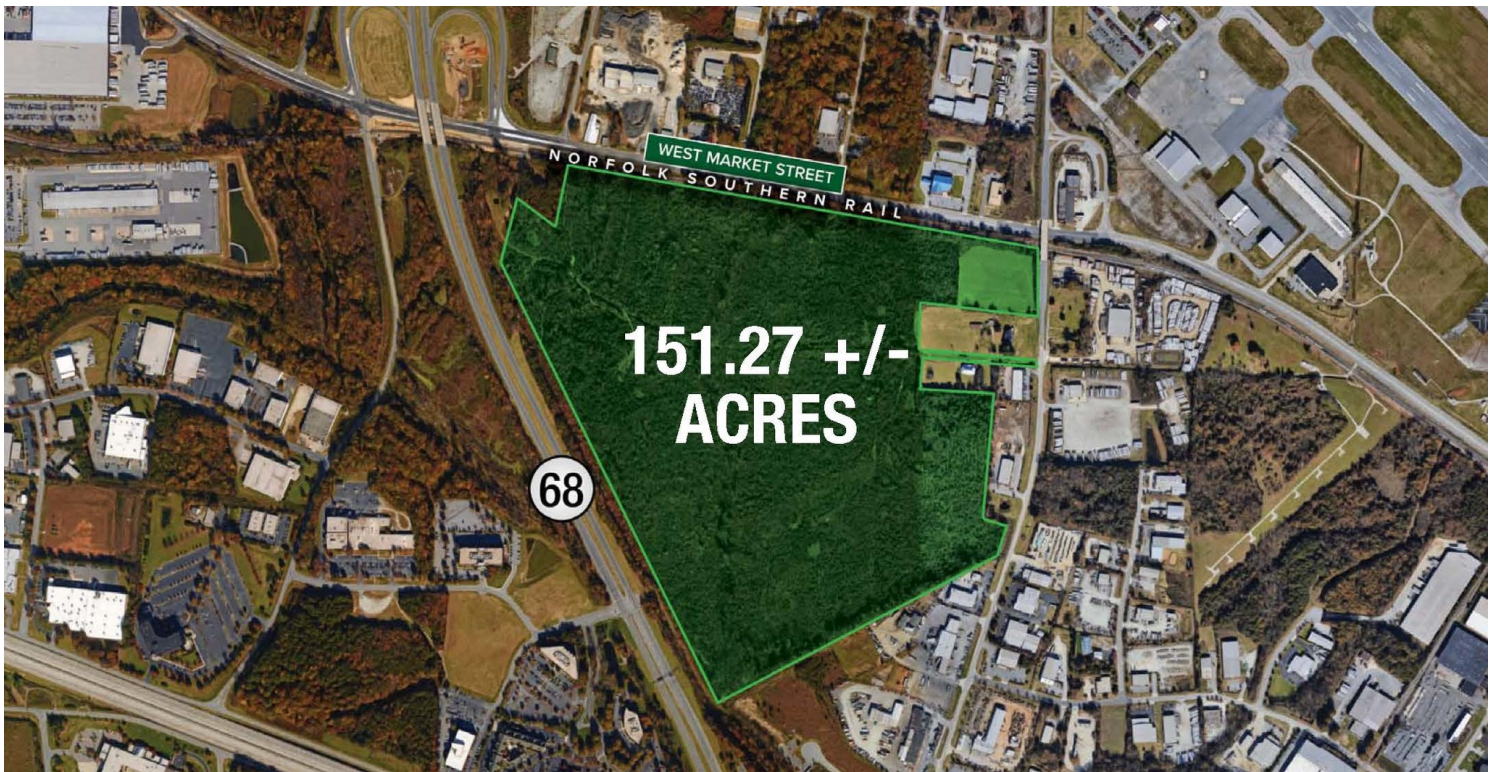 WEST MARKET STREET
NORFOLK SOUTHERN RAIL
151.27 +/-
ACRES
68